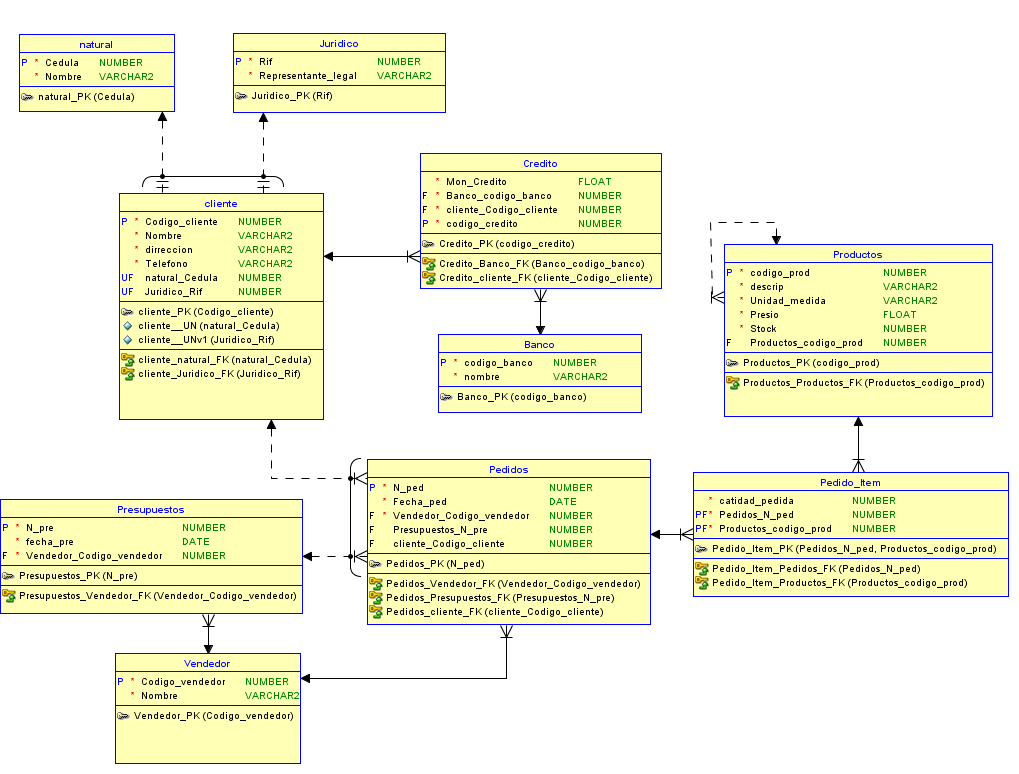 natural
P * Cedula NUMBER
* Nombre VARCHAR2
natural_PK (Cedula)
Juridico
P * Rif NUMBER
* Representante_legal VARCHAR2
Juridico_PK (Rif)
cliente
P * Codigo_cliente NUMBER
* Nombre VARCHAR2
* dirreccion VARCHAR2
* Telefono VARCHAR2
UF natural_Cedula NUMBER
UF Juridico_Rif NUMBER
cliente_PK (Codigo_cliente)
cliente__UN (natural_Cedula)
cliente__UNv1 (Juridico_Rif)
cliente_natural_FK (natural_Cedula)
cliente_Juridico_FK (Juridico_Rif)
Credito
* Mon_Credito FLOAT
F * Banco_codigo_banco NUMBER
F * cliente_Codigo_cliente NUMBER
P * codigo_credito NUMBER
Credito_PK (codigo_credito)
Credito_Banco_FK (Banco_codigo_banco)
Credito_cliente_FK (cliente_Codigo_cliente)
Banco
P * codigo_banco NUMBER
* nombre VARCHAR2
Banco_PK (codigo_banco)
Productos
P * codigo_prod NUMBER
* descrip VARCHAR2
* Unidad_medida VARCHAR2
* Presio FLOAT
* Stock NUMBER
F Productos_codigo_prod NUMBER
Productos_PK (codigo_prod)
Productos_Productos_FK (Productos_codigo_prod)
Pedidos
P * N_ped NUMBER
* Fecha_ped DATE
F * Vendedor_Codigo_vendedor NUMBER
F Presupuestos_N_pre NUMBER
F cliente_Codigo_cliente NUMBER
Pedidos_PK (N_ped)
Pedidos_Vendedor_FK (Vendedor_Codigo_vendedor)
Pedidos_Presupuestos_FK (Presupuestos_N_pre)
Pedidos_cliente_FK (cliente_Codigo_cliente)
Pedido_Item
* catidad_pedida NUMBER
PF* Pedidos_N_ped NUMBER
PF* Productos_codigo_prod NUMBER
Pedido_Item_PK (Pedidos_N_ped, Productos_codigo_prod)
Pedido_Item_Pedidos_FK (Pedidos_N_ped)
Pedido_Item_Productos_FK (Productos_codigo_prod)
Presupuestos
P * N_pre NUMBER
* fecha_pre DATE
F * Vendedor_Codigo_vendedor NUMBER
Presupuestos_PK (N_pre)
Presupuestos_Vendedor_FK (Vendedor_Codigo_vendedor)
Vendedor
P * Codigo_vendedor NUMBER
* Nombre VARCHAR2
Vendedor_PK (Codigo_vendedor)